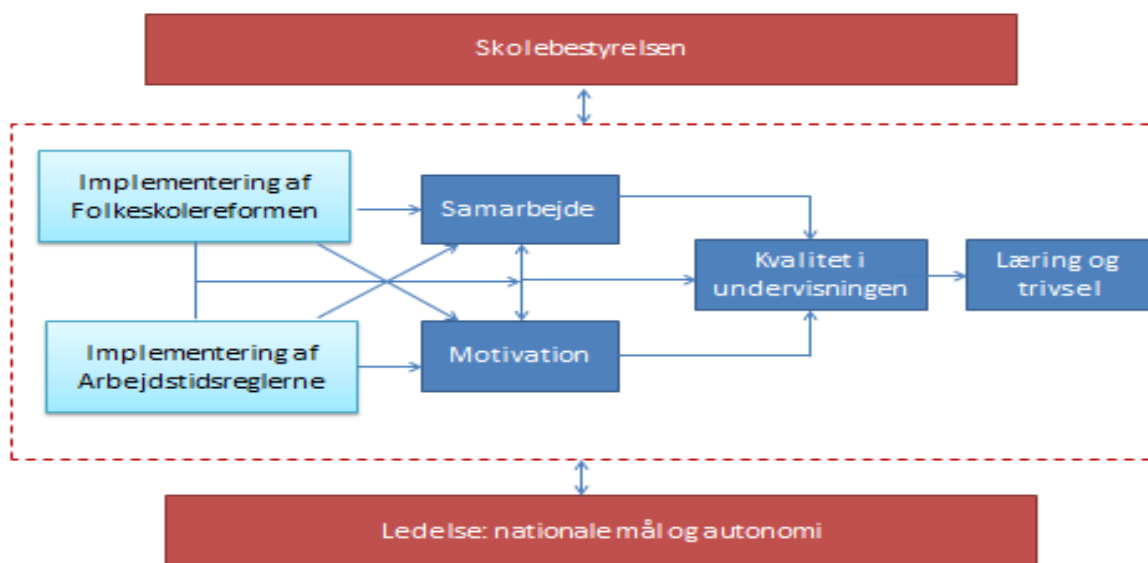 Skolebestyrelsen
Implementering af
Folkeskolereformen
Samarbejde
Kvalitet i
undervisningen
Læring og
trivsel
Implementering af
Arbejdstidsreglerne
Motivation
Ledelse: nationale mål og autonomi